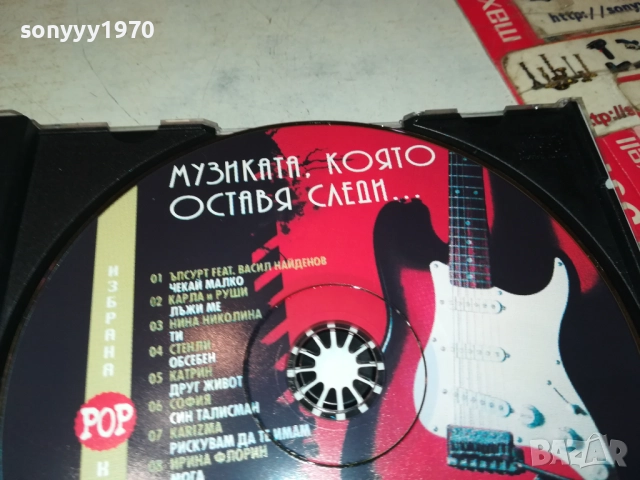 sonyyy1970
МУЗИКАТА, КОЯТО
ОСТАВЯ СЛЕДИ...
ИЗБРАНА
POP
01 ЪПСУРТ FEAT. ВАСИЛ НАЙДЕНОВ
ЧЕКАЙ МАЛКО
02 КАРЛА И РУШИ
ЛЪЖИ МЕ
03 НИНА НИКОЛИНА
ТИ
04 СТЕНЛИ
ОБСЕБЕН
05 КАТРИН
ДРУГ ЖИВОТ
06 СОФИЯ
СИН ТАЛИСМАН
07 KARIZMA
РИСКУВАМ ДА ТЕ ИМАМ
08 ИРИНА ФЛОРИН
МОГА
BAZAR